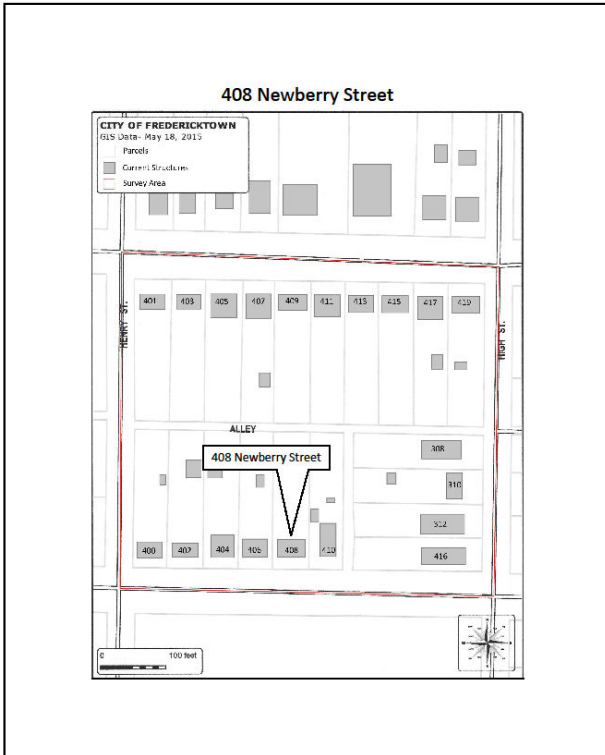 408 Newberry Street
CITY OF FREDERICKTOWN
GIS Data- May 18, 2015
Parcels
Current Structures
Survey Area
401 403 405 407 409 411 413 415 417 419
HENRY ST.
HIGH ST.
ALLEY
308
408 Newberry Street
310
312
400 402 404 406 408 410
416
0 100 feet